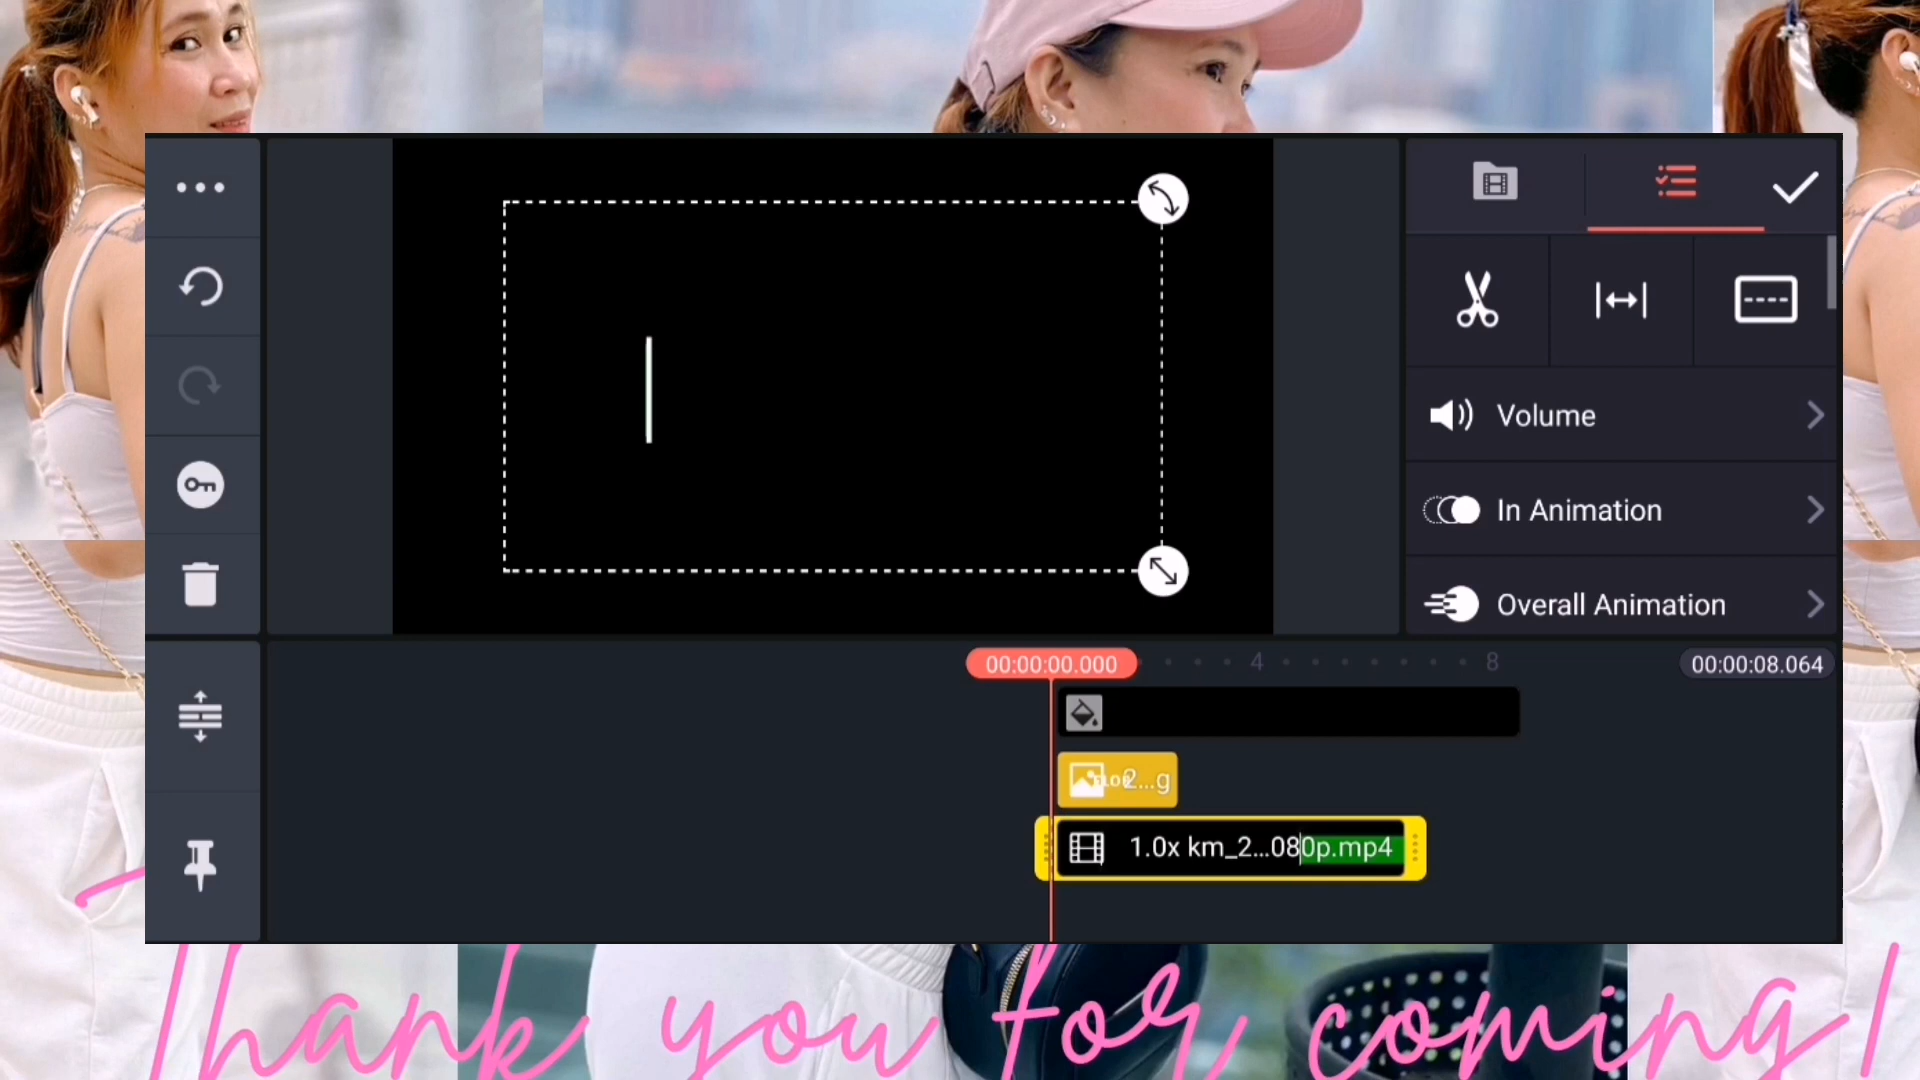 Volume
In Animation
Overall Animation
00:00:00.000
4
8
00:00:08.064
2...g
1.0x km_2...080p.mp4
Thank you for coming!